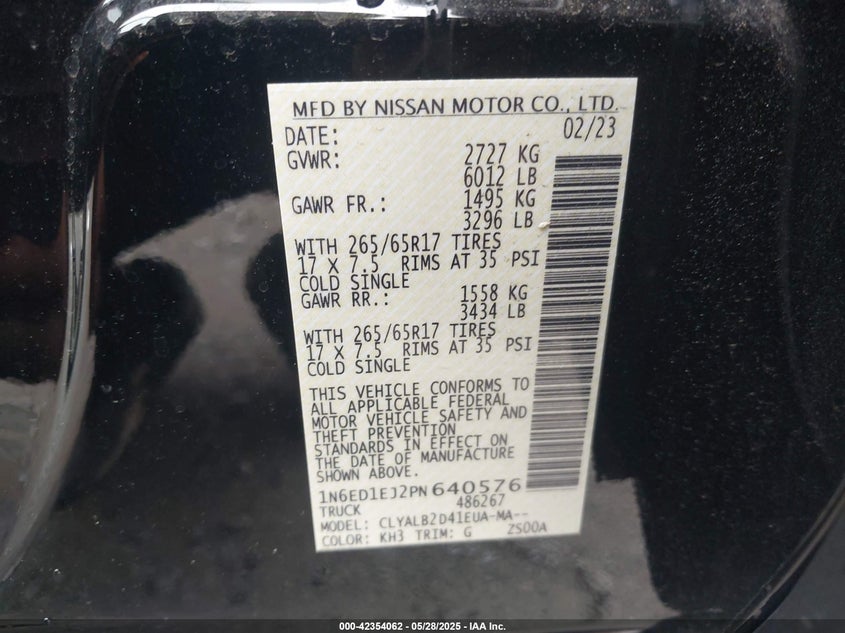 MFD BY NISSAN MOTOR CO., LTD.
DATE: 02/23
GVWR: 2727 KG
6012 LB
GAWR FR.: 1495 KG
3296 LB
WITH 265/65R17 TIRES
17 X 7.5 RIMS AT 35 PSI
COLD SINGLE
GAWR RR.: 1558 KG
3434 LB
WITH 265/65R17 TIRES
17 X 7.5 RIMS AT 35 PSI
COLD SINGLE
THIS VEHICLE CONFORMS TO
ALL APPLICABLE FEDERAL
MOTOR VEHICLE SAFETY AND
THEFT PREVENTION
STANDARDS IN EFFECT ON
THE DATE OF MANUFACTURE
SHOWN ABOVE.
1N6ED1EJ2PN640576
TRUCK 486267
MODEL: CLYALB2D41EUA-MA--
COLOR: KH3 TRIM: G ZS00A
000-42354062 - 05/28/2025 - IAA Inc.